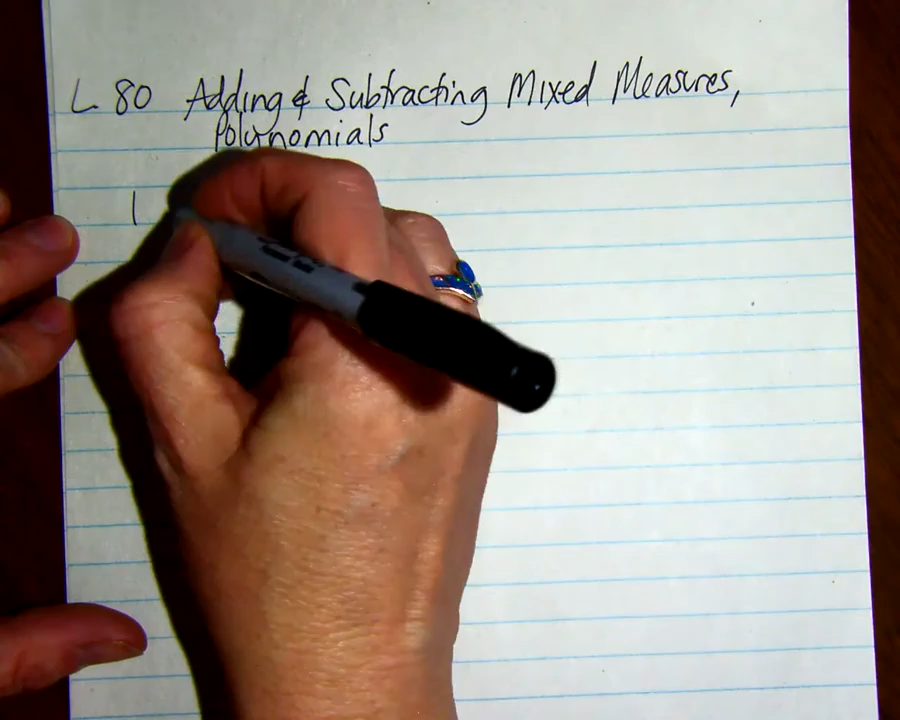 L 80 Adding & Subtracting Mixed Measures,
Polynomials
1